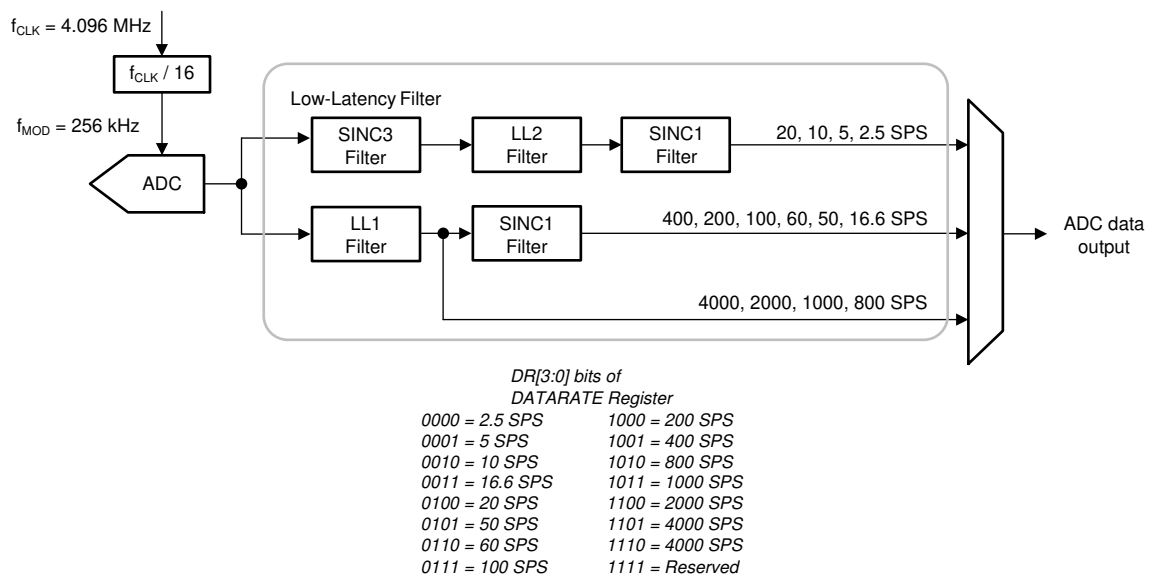 fCLK = 4.096 MHz
fCLK / 16
fMOD = 256 kHz
ADC
Low-Latency Filter
SINC3
Filter
LL2
Filter
SINC1
Filter
20, 10, 5, 2.5 SPS
LL1
Filter
SINC1
Filter
400, 200, 100, 60, 50, 16.6 SPS
4000, 2000, 1000, 800 SPS
ADC data
output
DR[3:0] bits of
DATARATE Register
0000 = 2.5 SPS
0001 = 5 SPS
0010 = 10 SPS
0011 = 16.6 SPS
0100 = 20 SPS
0101 = 50 SPS
0110 = 60 SPS
0111 = 100 SPS
1000 = 200 SPS
1001 = 400 SPS
1010 = 800 SPS
1011 = 1000 SPS
1100 = 2000 SPS
1101 = 4000 SPS
1110 = 4000 SPS
1111 = Reserved